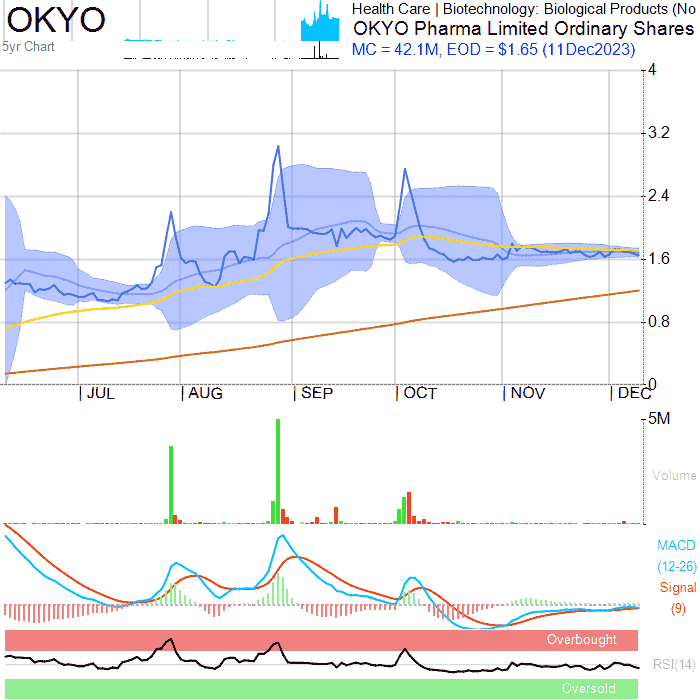 OKYO
5yr Chart
Health Care | Biotechnology: Biological Products (No
OKYO Pharma Limited Ordinary Shares
MC = 42.1M, EOD = $1.65 (11Dec2023)
4
3.2
2.4
1.6
0.8
0
| JUL | AUG | SEP | OCT | NOV | DEC
5M
Volume
MACD
(12-26)
Signal
(9)
Overbought
RSI(14)
Oversold